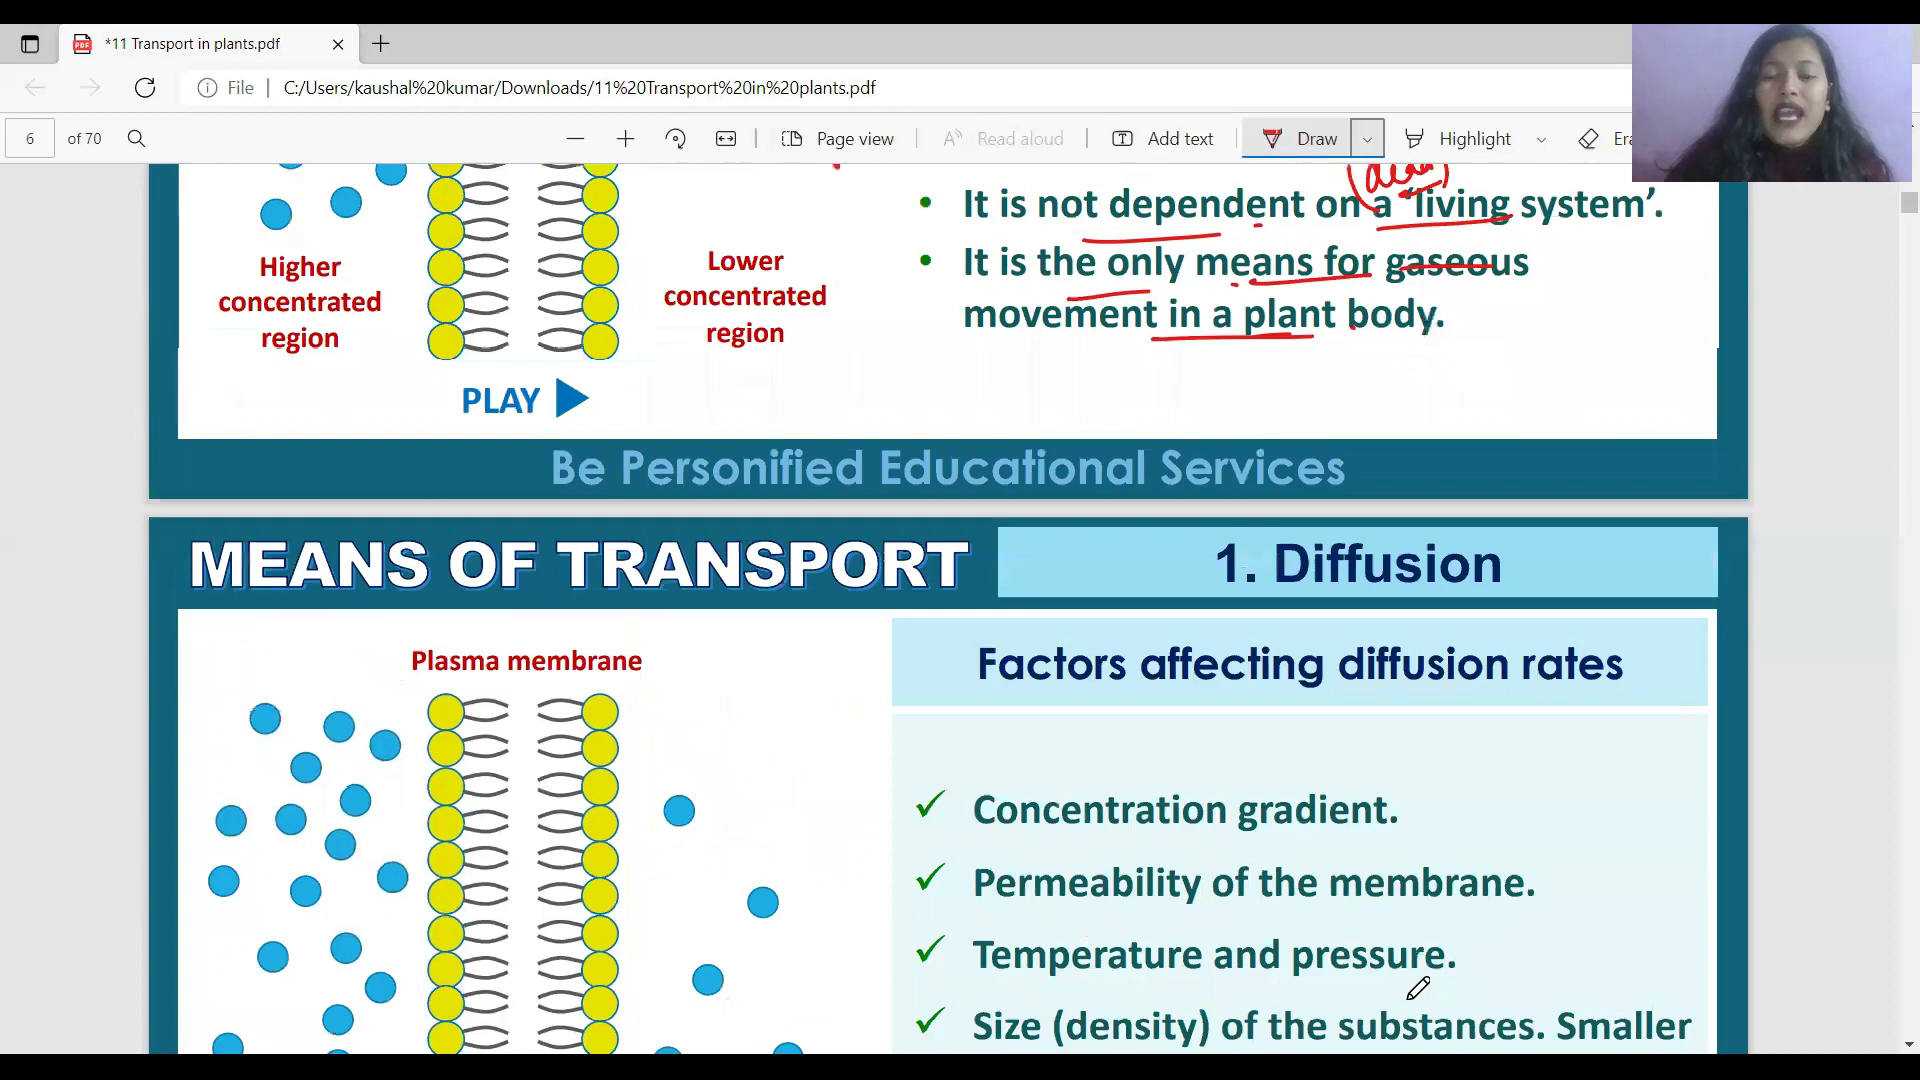 *11 Transport in plants.pdf
File
C:/Users/kaushal%20kumar/Downloads/11%20Transport%20in%20plants.pdf
6 of 70
Page view
Read aloud
Add text
Draw
Highlight
Era
• It is not dependent on a ‘living system’.
• It is the only means for gaseous
movement in a plant body.
Higher
concentrated
region
Lower
concentrated
region
PLAY
Be Personified Educational Services
MEANS OF TRANSPORT
1. Diffusion
Plasma membrane
Factors affecting diffusion rates
✓ Concentration gradient.
✓ Permeability of the membrane.
✓ Temperature and pressure.
✓ Size (density) of the substances. Smaller